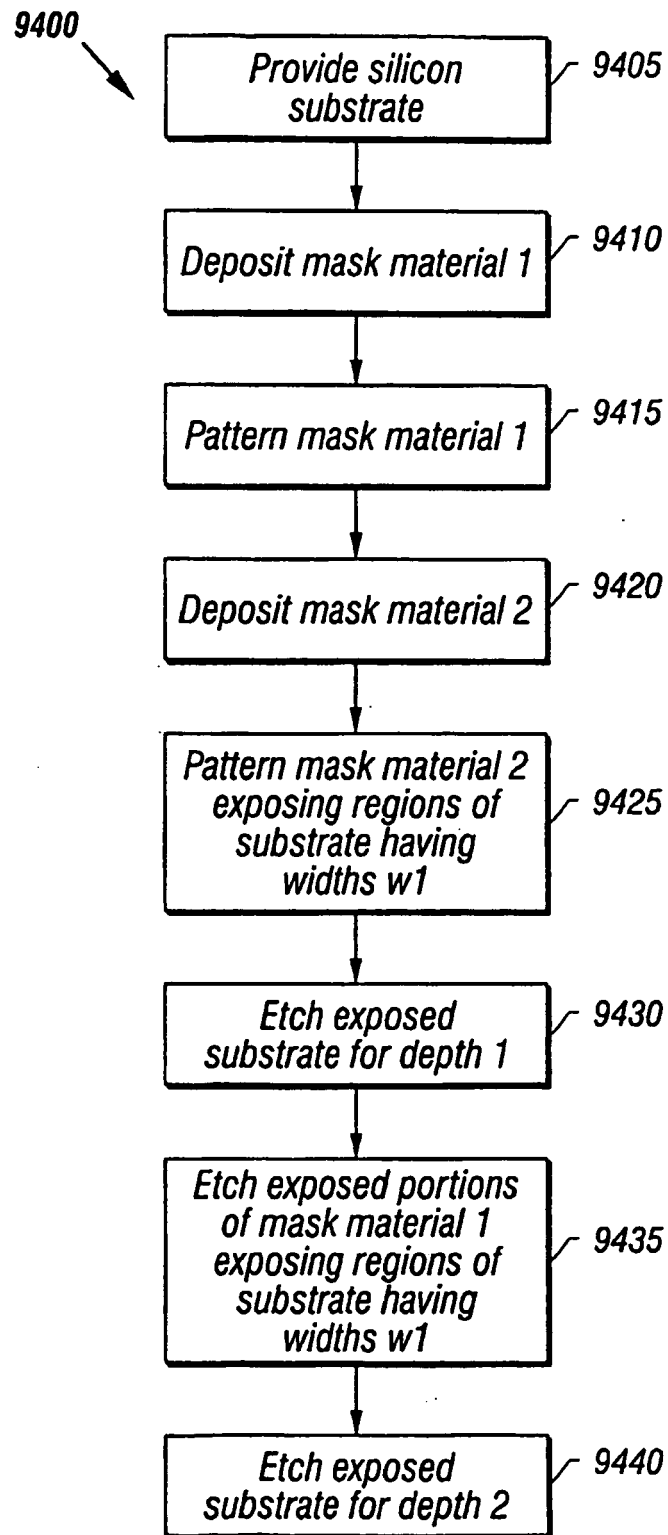 9400
Provide silicon
substrate
9405
Deposit mask material 1
9410
Pattern mask material 1
9415
Deposit mask material 2
9420
Pattern mask material 2
exposing regions of
substrate having
widths w1
9425
Etch exposed
substrate for depth 1
9430
Etch exposed portions
of mask material 1
exposing regions of
substrate having
widths w1
9435
Etch exposed
substrate for depth 2
9440